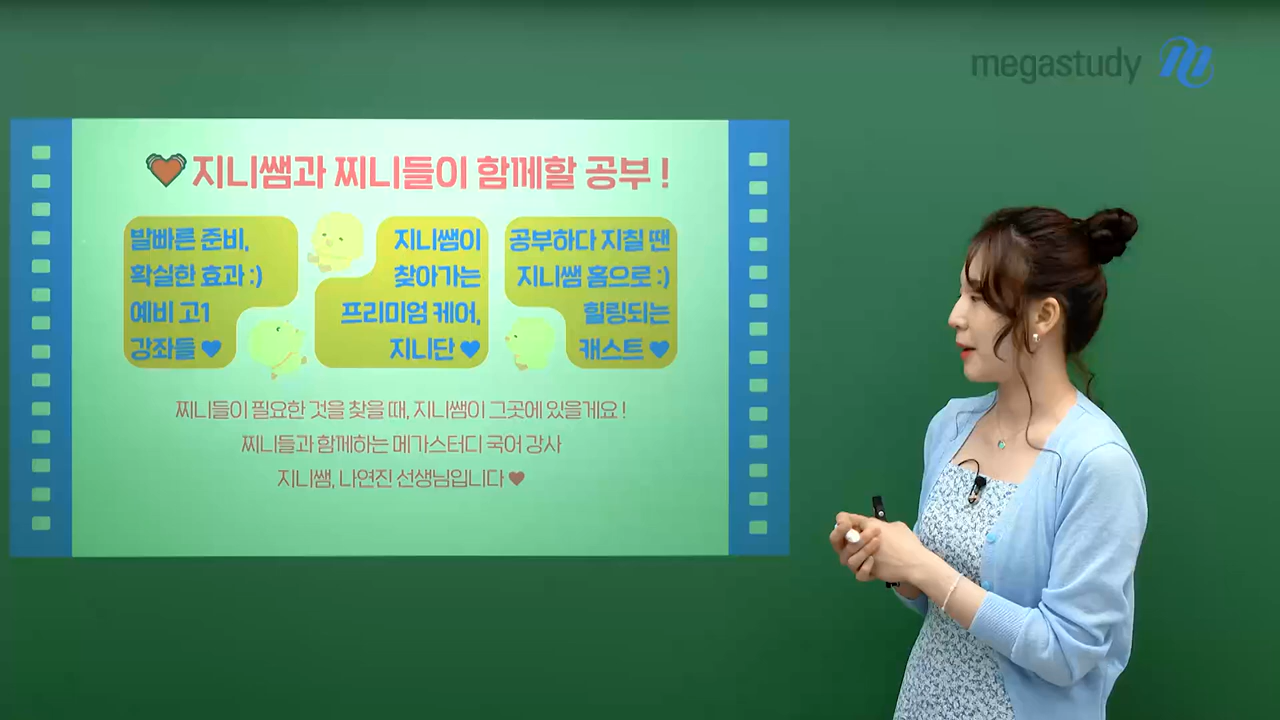 megastudy
지니쌤과 찌니들이 함께할 공부 !
발빠른 준비,
확실한 효과 :)
예비 고1
강좌들 ♥
지니쌤이
찾아가는
프리미엄 케어,
지니단 ♥
공부하다 지칠 땐
지니쌤 홈으로 :)
힐링되는
캐스트 ♥
찌니들이 필요한 것을 찾을 때, 지니쌤이 그곳에 있을게요 !
찌니들과 함께하는 메가스터디 국어 강사
지니쌤, 나연진 선생님입니다 ♥